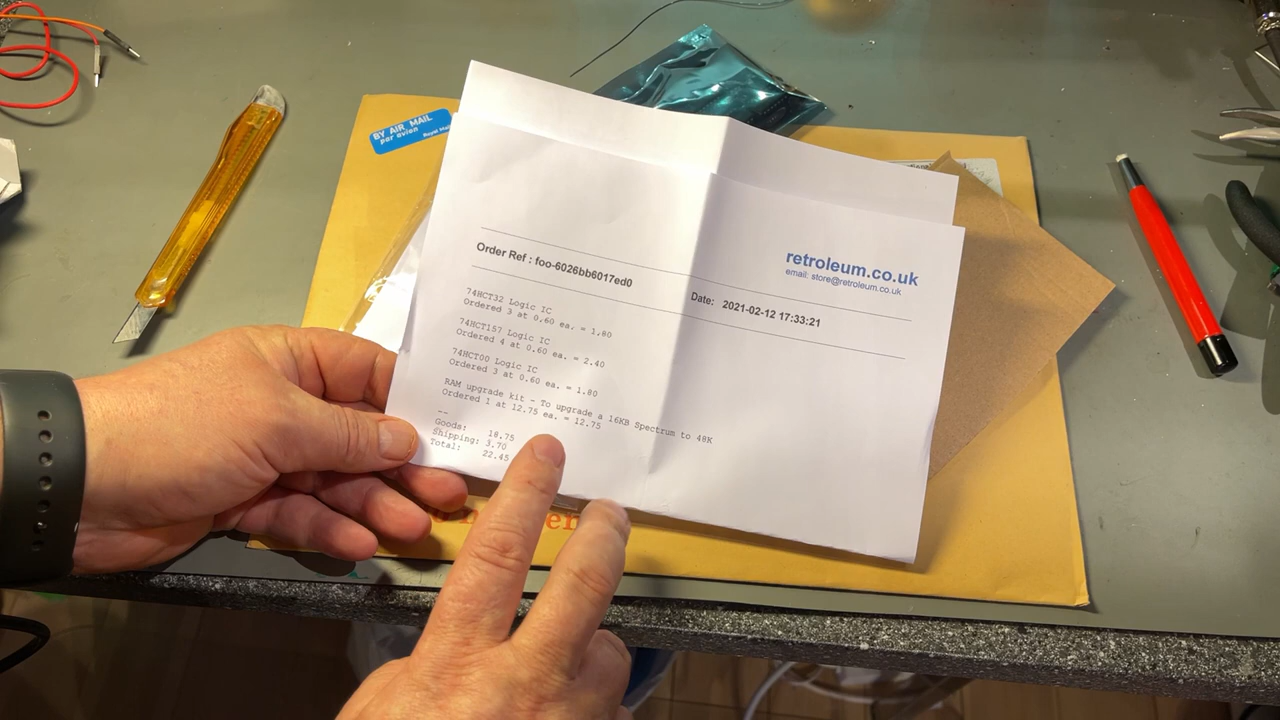 BY AIR MAIL
par avion Royal Mail
retroleum.co.uk
email: store@retroleum.co.uk
Order Ref : foo-6026bb6017ed0
Date: 2021-02-12 17:33:21
74HCT32 Logic IC
Ordered 3 at 0.60 ea. = 1.80
74HCT157 Logic IC
Ordered 4 at 0.60 ea. = 2.40
74HCT00 Logic IC
Ordered 3 at 0.60 ea. = 1.80
RAM upgrade kit - To upgrade a 16KB Spectrum to 48K
Ordered 1 at 12.75 ea. = 12.75
--
Goods: 18.75
Shipping: 3.70
Total: 22.45